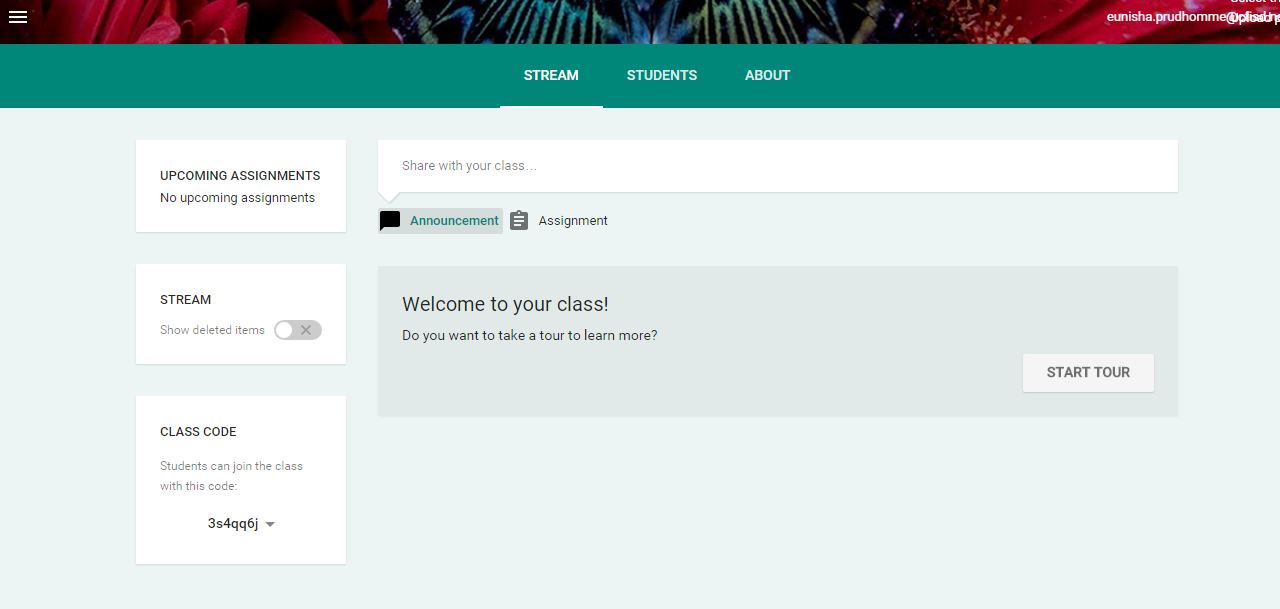 eunisha.prudhomme
STREAM
STUDENTS
ABOUT
UPCOMING ASSIGNMENTS
No upcoming assignments
Share with your class...
Announcement
Assignment
STREAM
Show deleted items
Welcome to your class!
Do you want to take a tour to learn more?
START TOUR
CLASS CODE
Students can join the class
with this code:
3s4qq6j